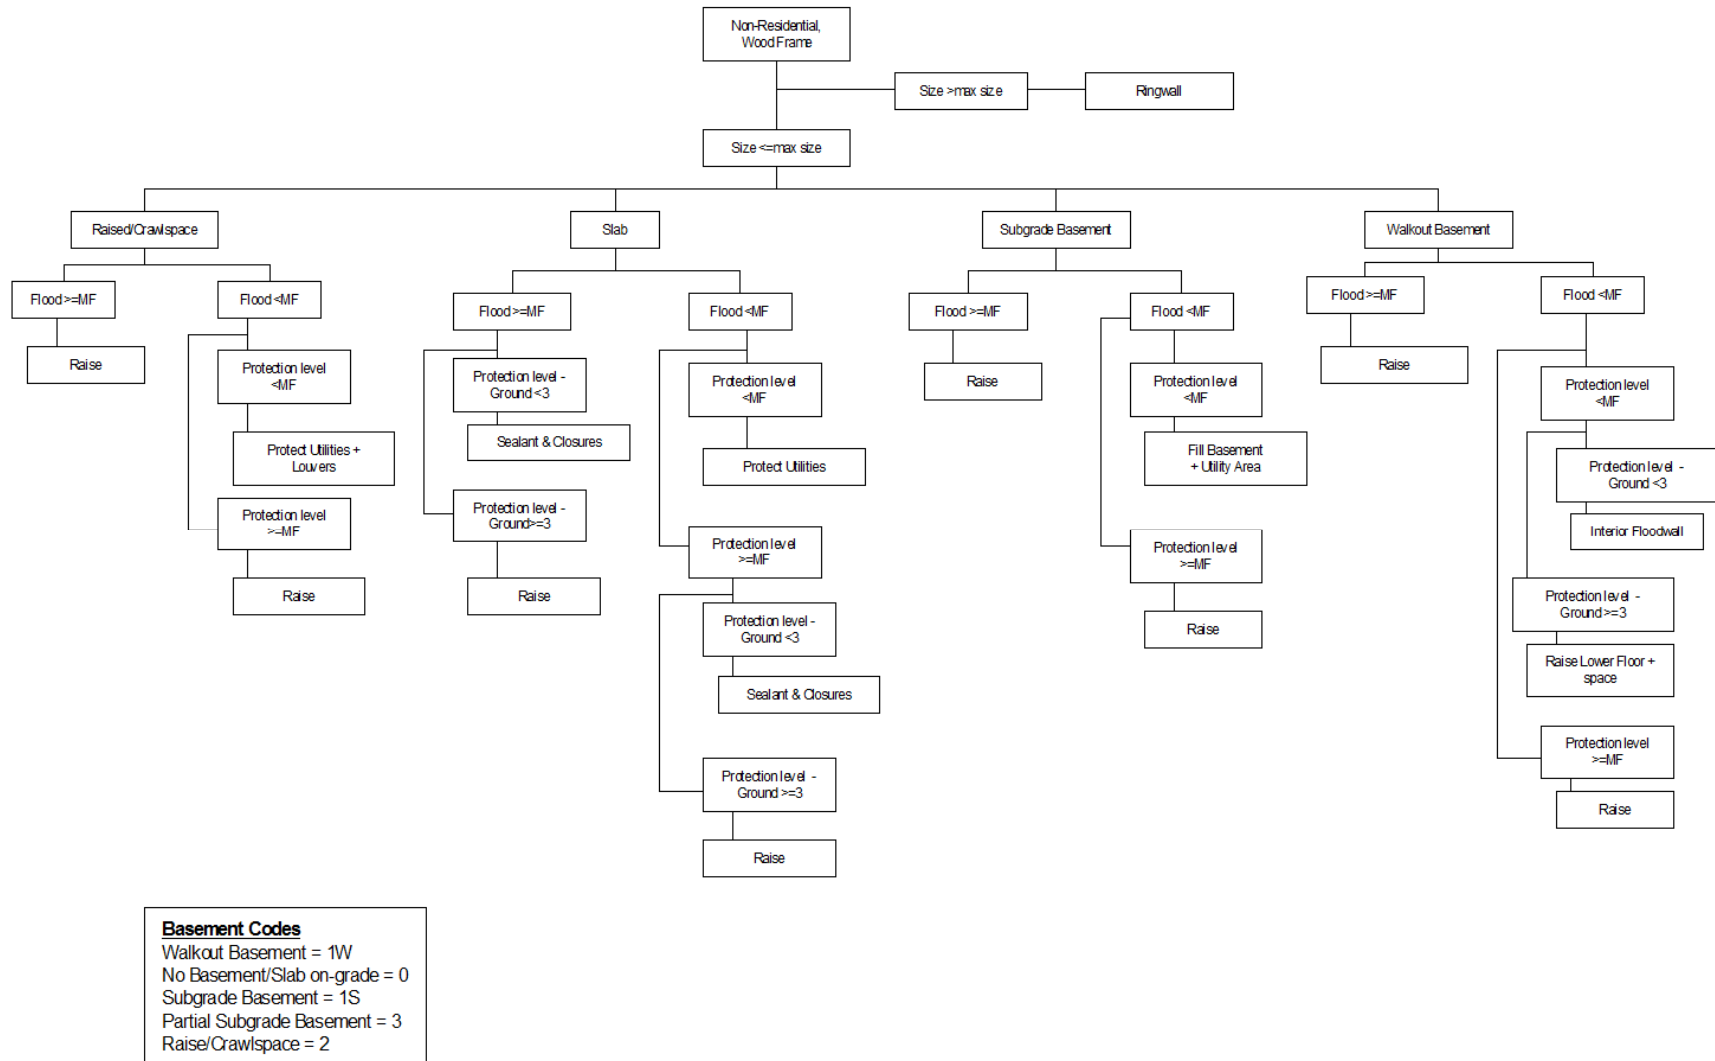 Non-Residential,
Wood Frame
Size >max size
Ringwall
Size <=max size
Raised/Crawlspace
Slab
Subgrade Basement
Walkout Basement
Flood >=MF
Flood <MF
Flood >=MF
Flood <MF
Flood >=MF
Flood <MF
Flood >=MF
Flood <MF
Raise
Protection level
<MF
Protect Utilities +
Louvers
Protection level
>=MF
Raise
Protection level -
Ground <3
Sealant & Closures
Protection level -
Ground>=3
Raise
Protection level
<MF
Protect Utilities
Protection level
>=MF
Protection level -
Ground <3
Sealant & Closures
Protection level -
Ground >=3
Raise
Raise
Protection level
<MF
Fill Basement
+ Utility Area
Protection level
>=MF
Raise
Raise
Protection level
<MF
Protection level -
Ground <3
Interior Floodwall
Protection level -
Ground >=3
Raise Lower Floor +
space
Protection level
>=MF
Raise
Basement Codes
Walkout Basement = 1W
No Basement/Slab on-grade = 0
Subgrade Basement = 1S
Partial Subgrade Basement = 3
Raise/Crawlspace = 2